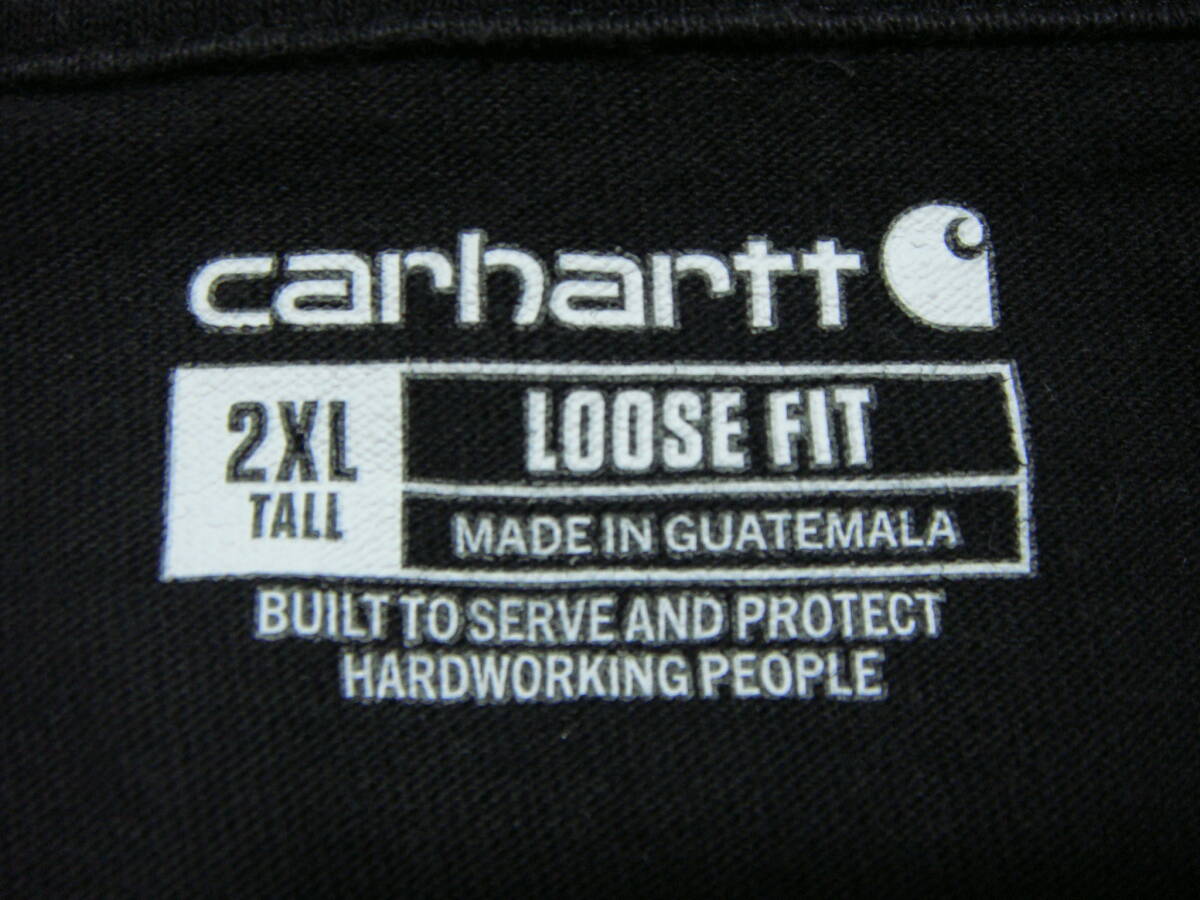 carhartt
2XL
TALL
LOOSE FIT
MADE IN GUATEMALA
BUILT TO SERVE AND PROTECT
HARDWORKING PEOPLE